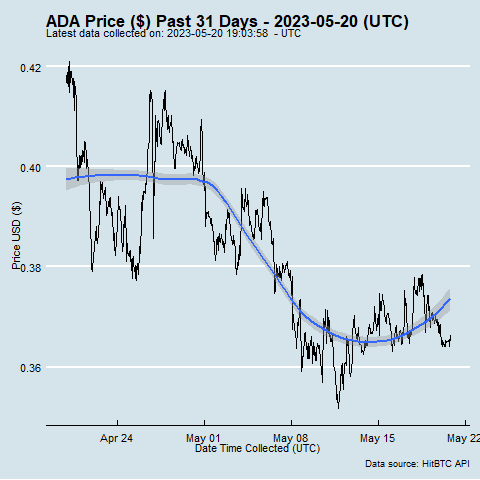 ADA Price ($) Past 31 Days - 2023-05-20 (UTC)
Latest data collected on: 2023-05-20 19:03:58  - UTC
Price USD ($)
0.42
0.40
0.38
0.36
Apr 24
May 01
May 08
May 15
May 22
Date Time Collected (UTC)
Data source: HitBTC API